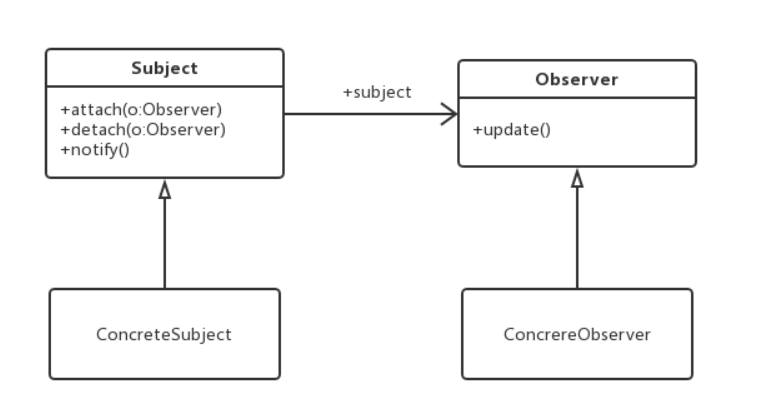 Subject
+attach(o:Observer)
+detach(o:Observer)
+notify()
+subject
Observer
+update()
ConcreteSubject
ConcrereObserver